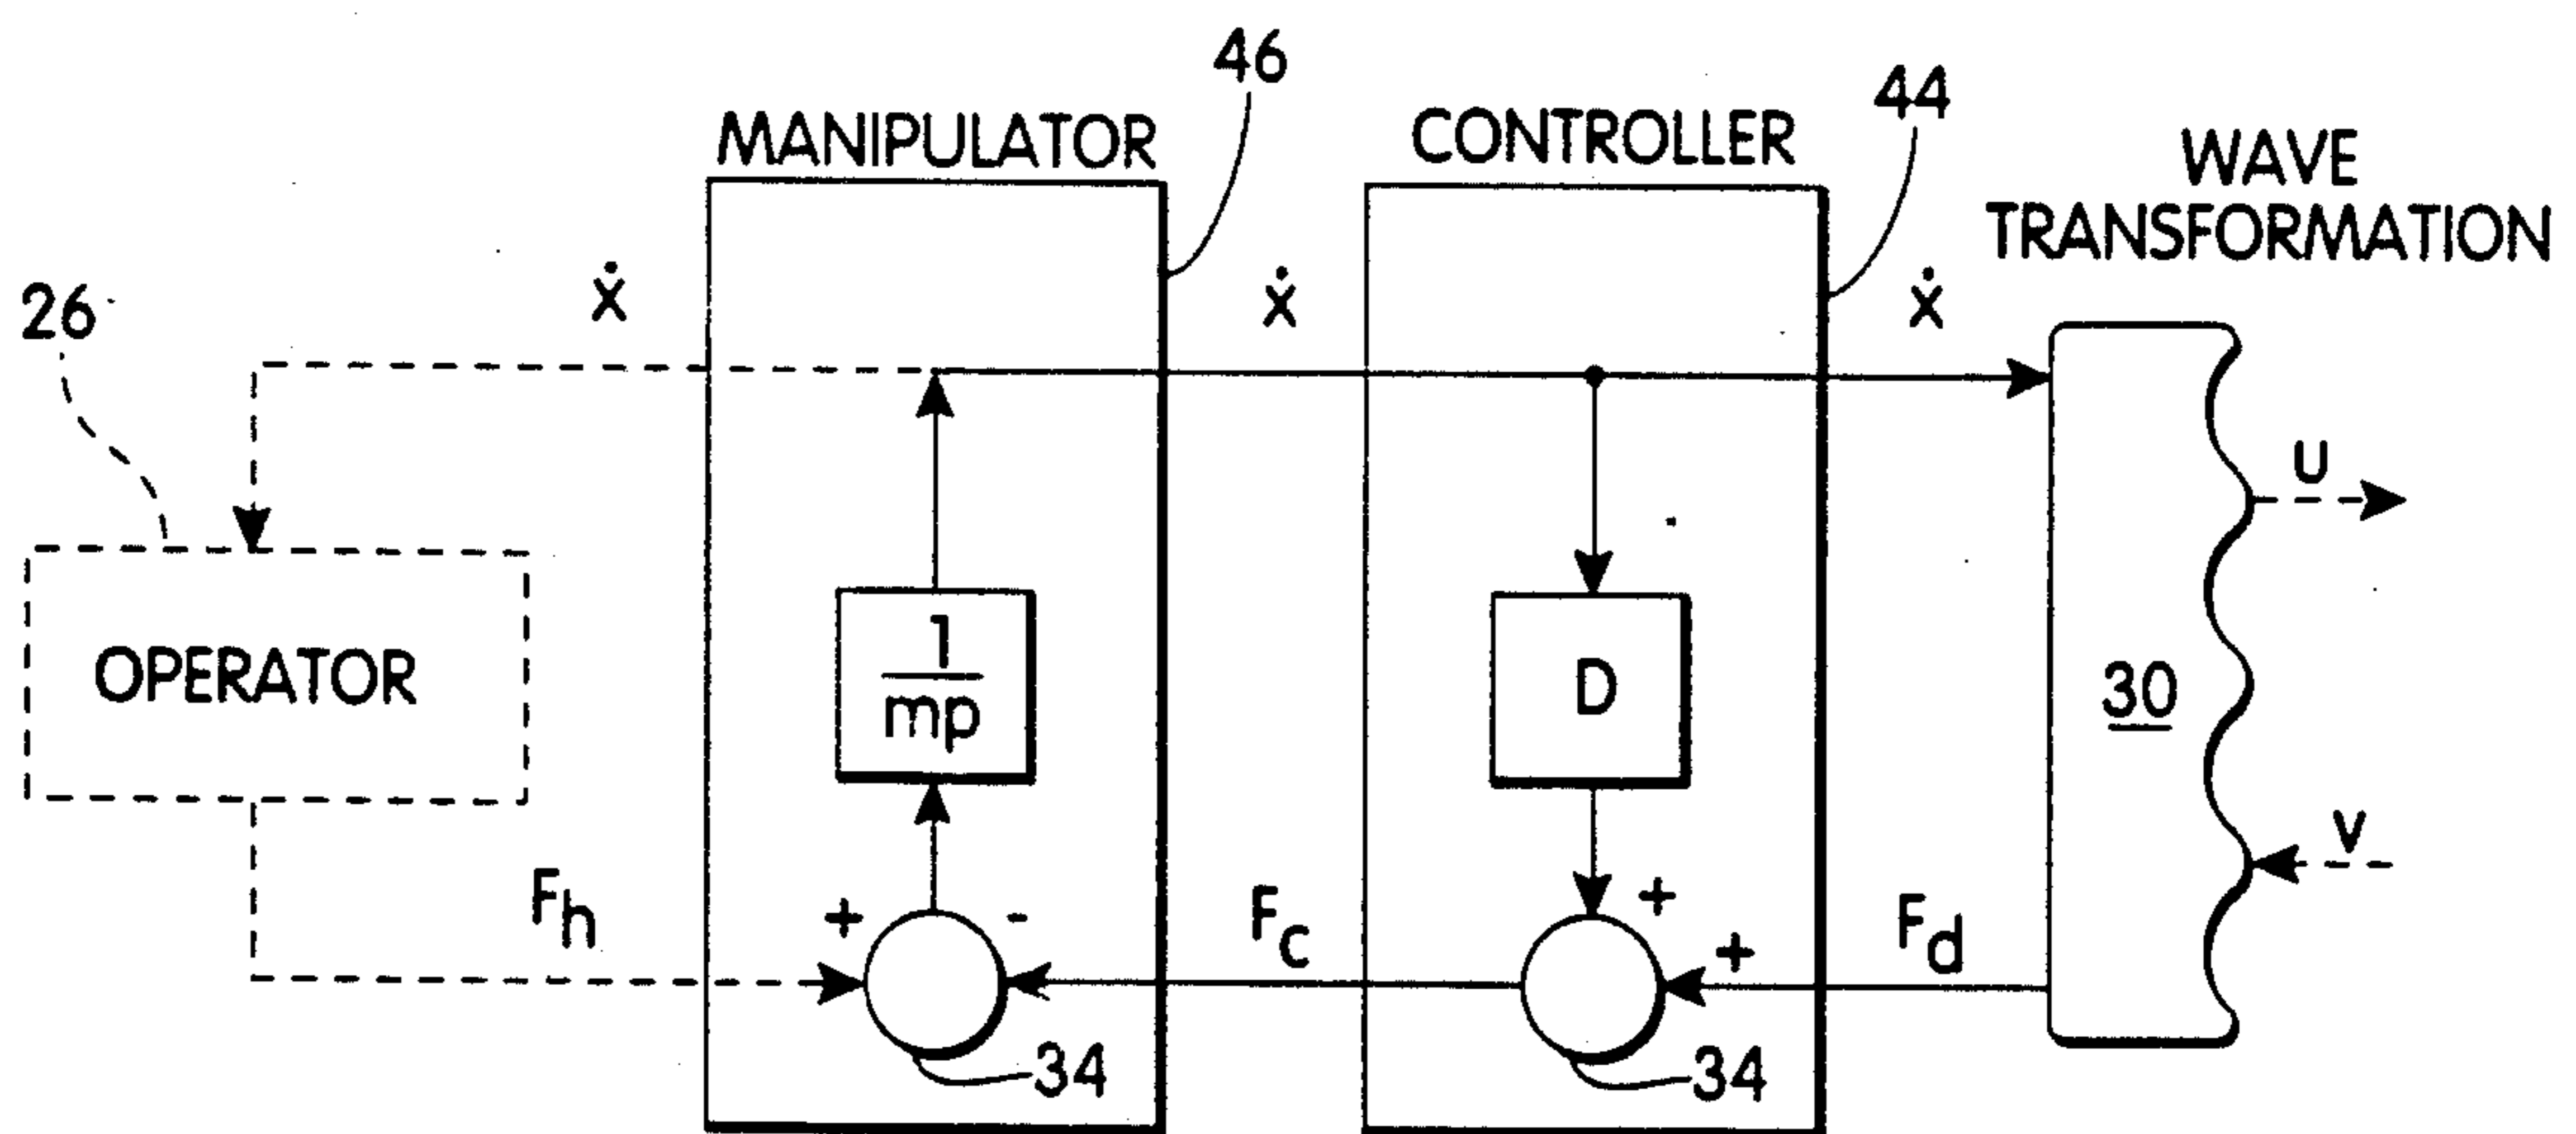 46
44
MANIPULATOR
CONTROLLER
WAVE
TRANSFORMATION
26
ẋ
ẋ
ẋ
U
OPERATOR
1
mp
D
30
V
Fh
+
-
Fc
+
+
Fd
34
34